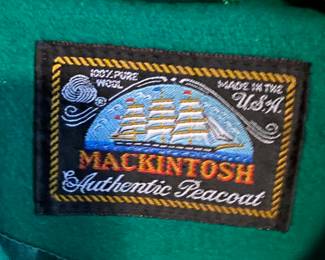 100% PURE
WOOL
MADE IN THE
U.S.A.
MACKINTOSH
Authentic Peacoat